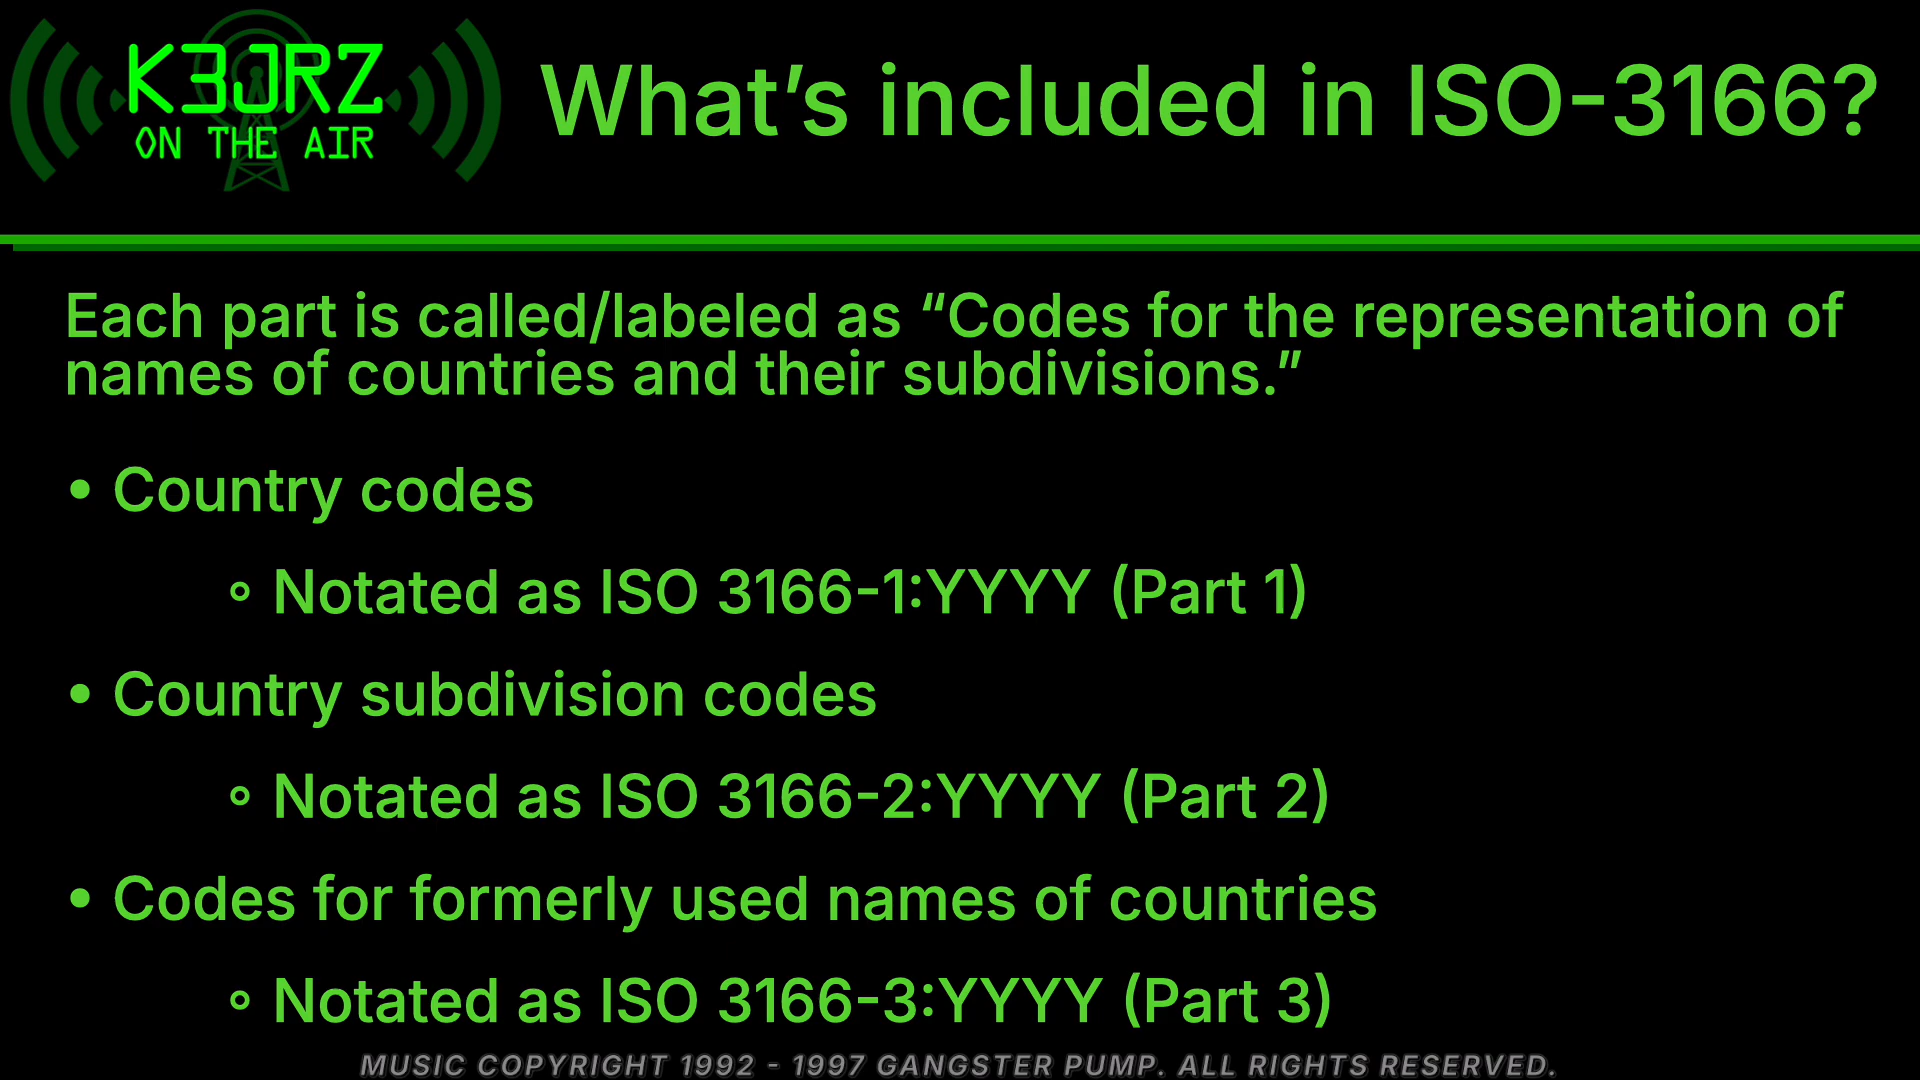 K3JRZ
ON THE AIR
What’s included in ISO-3166?
Each part is called/labeled as “Codes for the representation of
names of countries and their subdivisions.”
• Country codes
◦ Notated as ISO 3166-1:YYYY (Part 1)
• Country subdivision codes
◦ Notated as ISO 3166-2:YYYY (Part 2)
• Codes for formerly used names of countries
◦ Notated as ISO 3166-3:YYYY (Part 3)
MUSIC COPYRIGHT 1992 - 1997 GANGSTER PUMP. ALL RIGHTS RESERVED.